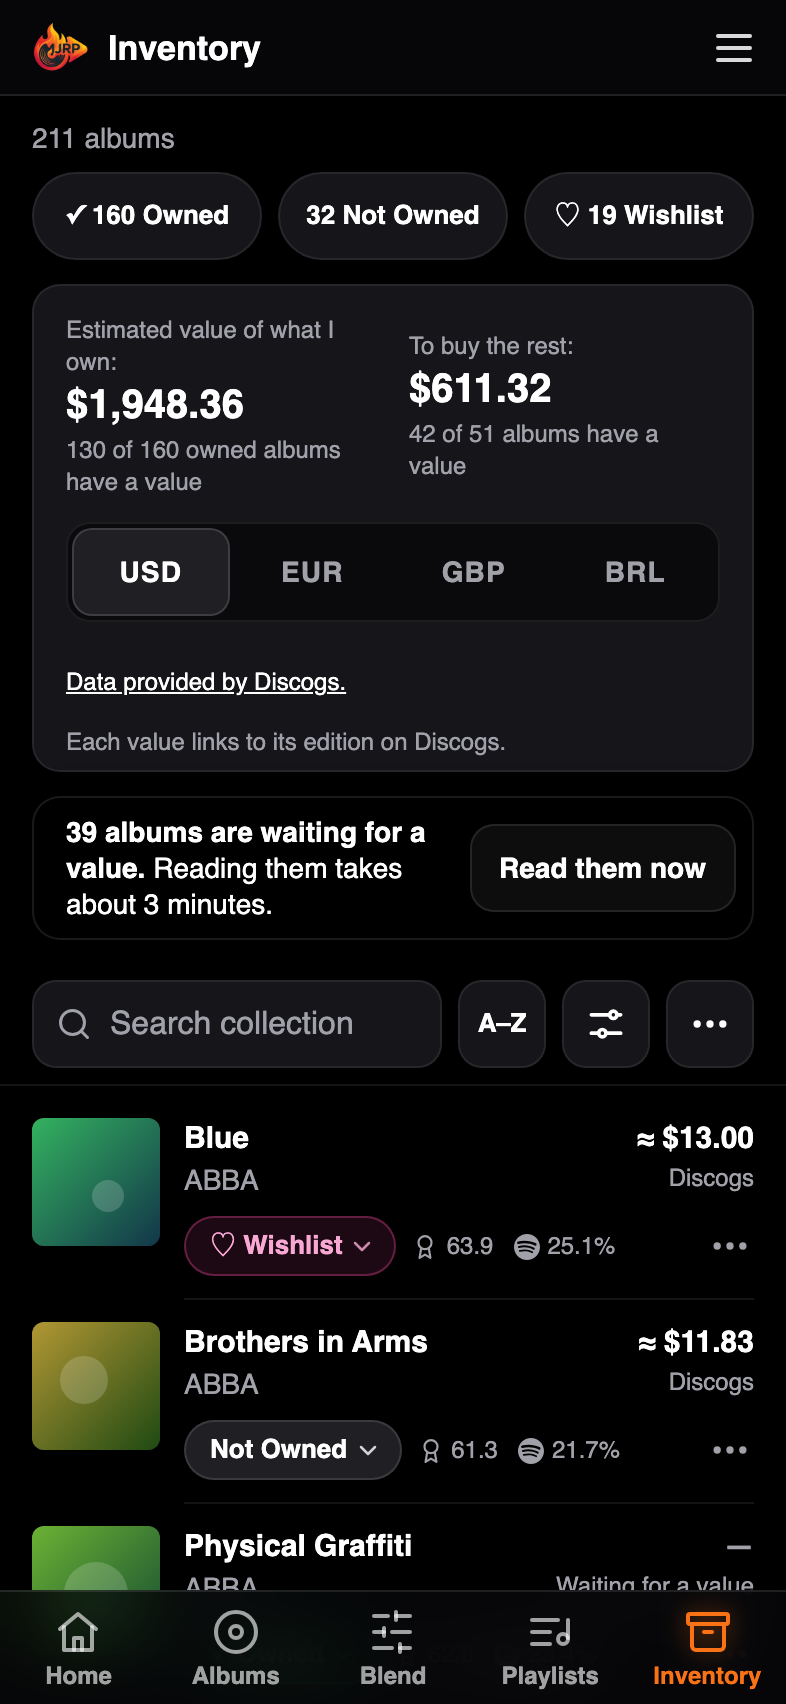 JRP Inventory
211 albums
✓ 160 Owned
32 Not Owned
♡ 19 Wishlist
Estimated value of what I
own:
$1,948.36
130 of 160 owned albums
have a value
To buy the rest:
$611.32
42 of 51 albums have a
value
USD EUR GBP BRL
Data provided by Discogs.
Each value links to its edition on Discogs.
39 albums are waiting for a
value. Reading them takes
about 3 minutes.
Read them now
Search collection
A–Z
Blue
≈ $13.00
ABBA
Discogs
♡ Wishlist
63.9
25.1%
Brothers in Arms
≈ $11.83
ABBA
Discogs
Not Owned
61.3
21.7%
Physical Graffiti
—
ABBA
Waiting for a value
Home Albums Blend Playlists Inventory